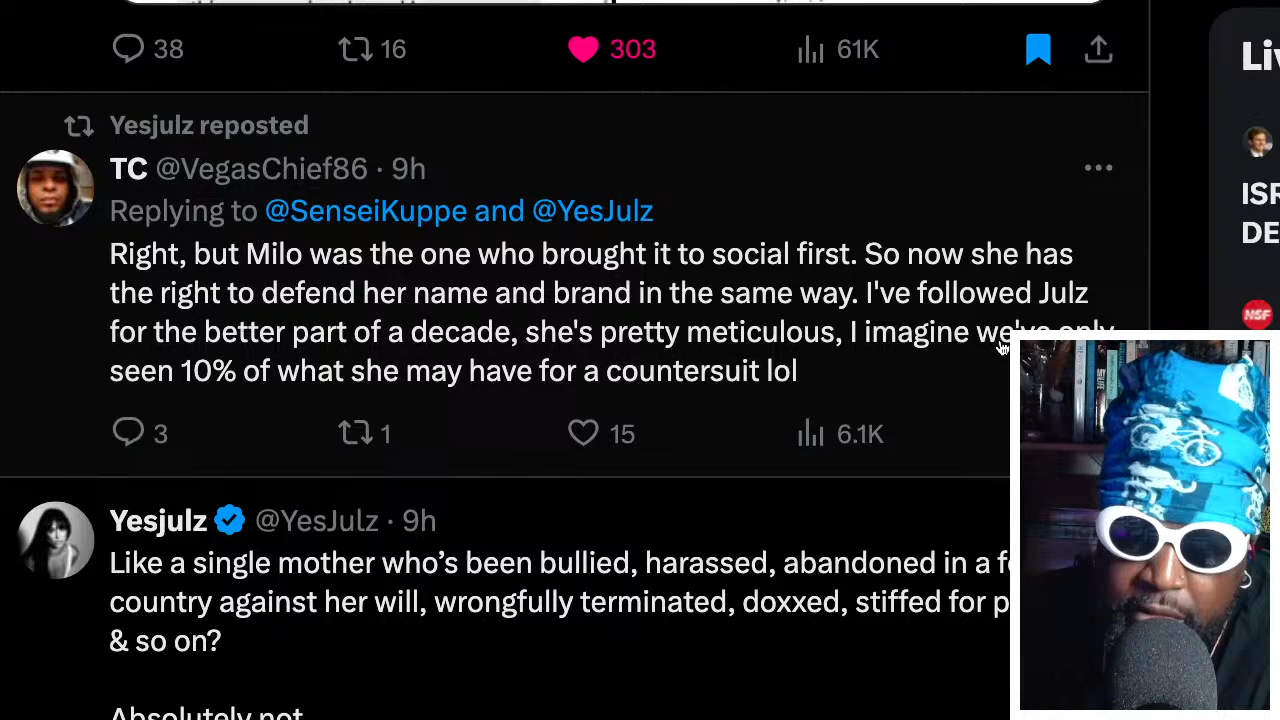 38 16 303 61K
Yesjulz reposted
TC @VegasChief86 · 9h
Replying to @SenseiKuppe and @YesJulz
Right, but Milo was the one who brought it to social first. So now she has
the right to defend her name and brand in the same way. I've followed Julz
for the better part of a decade, she's pretty meticulous, I imagine we've only
seen 10% of what she may have for a countersuit lol
3 1 15 6.1K
Yesjulz @YesJulz · 9h
Like a single mother who’s been bullied, harassed, abandoned in a
country against her will, wrongfully terminated, doxxed, stiffed for
& so on?
Absolutely not
NSF